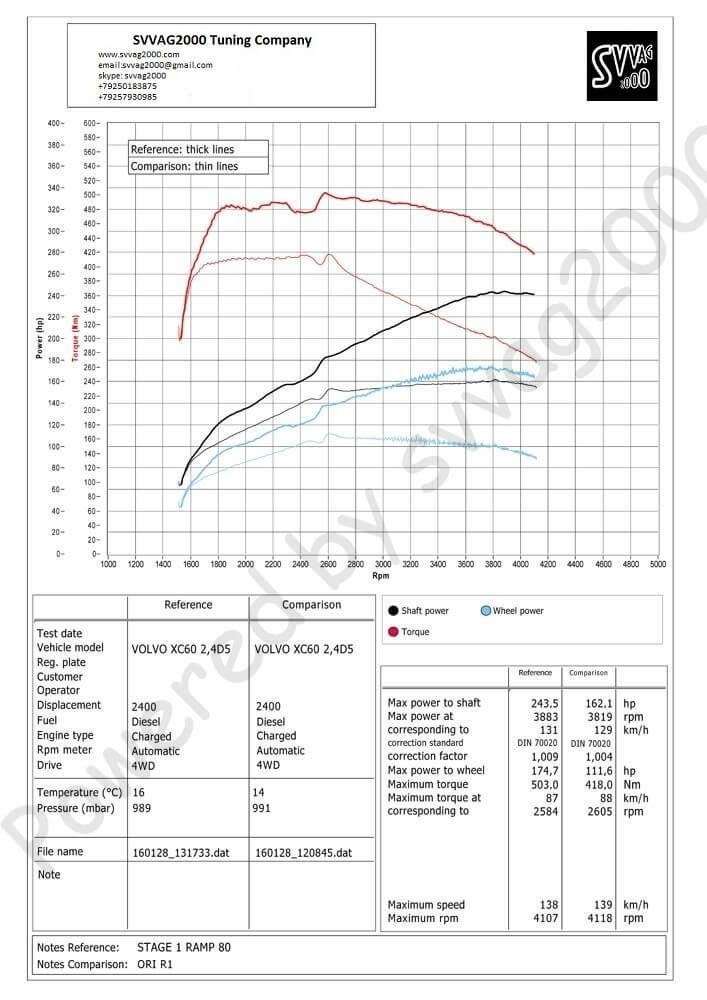 SVVAG2000 Tuning Company
www.svvag2000.com
email:svvag2000@gmail.com
skype: svvag2000
+79250183875
+79257930985
SVVAG
2000
Reference: thick lines
Comparison: thin lines
400-
380-
360-
340-
320-
300-
280-
260-
240-
220-
200-
180-
160-
140-
120-
100-
80-
60-
40-
20-
0-
Power (hp)
600-
580-
560-
540-
520-
500-
480-
460-
440-
420-
400-
380-
360-
340-
320-
300-
280-
260-
240-
220-
200-
180-
160-
140-
120-
100-
80-
60-
40-
20-
0-
Torque (Nm)
1000 1200 1400 1600 1800 2000 2200 2400 2600 2800 3000 3200 3400 3600 3800 4000 4200 4400 4600 4800 5000
Rpm
Powered by svvag2000
Reference Comparison
Test date
Vehicle model VOLVO XC60 2,4D5 VOLVO XC60 2,4D5
Reg. plate
Customer
Operator
Displacement 2400 2400
Fuel Diesel Diesel
Engine type Charged Charged
Rpm meter Automatic Automatic
Drive 4WD 4WD
Temperature (°C) 16 14
Pressure (mbar) 989 991
File name 160128_131733.dat 160128_120845.dat
Note
Shaft power Wheel power
Torque
Reference Comparison
Max power to shaft 243,5 162,1 hp
Max power at 3883 3819 rpm
corresponding to 131 129 km/h
correction standard DIN 70020 DIN 70020
correction factor 1,009 1,004
Max power to wheel 174,7 111,6 hp
Maximum torque 503,0 418,0 Nm
Maximum torque at 87 88 km/h
corresponding to 2584 2605 rpm
Maximum speed 138 139 km/h
Maximum rpm 4107 4118 rpm
Notes Reference: STAGE 1 RAMP 80
Notes Comparison: ORI R1